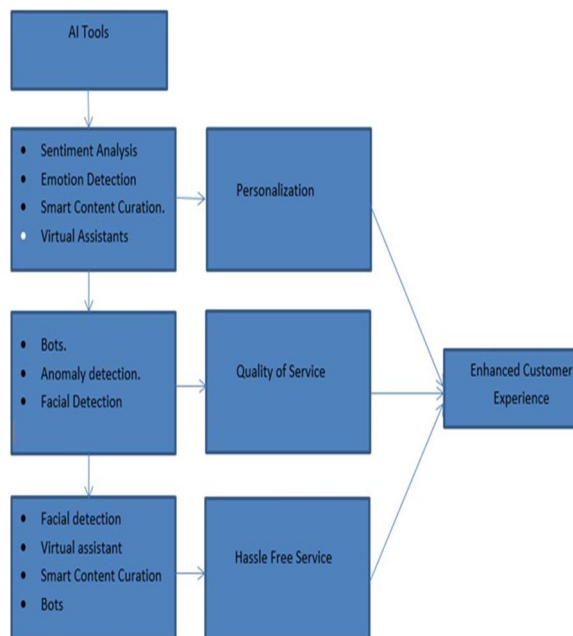 AI Tools
Sentiment Analysis
Emotion Detection
Smart Content Curation.
Virtual Assistants
Personalization
Bots.
Anomaly detection.
Facial Detection
Quality of Service
Enhanced Customer
Experience
Facial detection
Virtual assistant
Smart Content Curation
Bots
Hassle Free Service